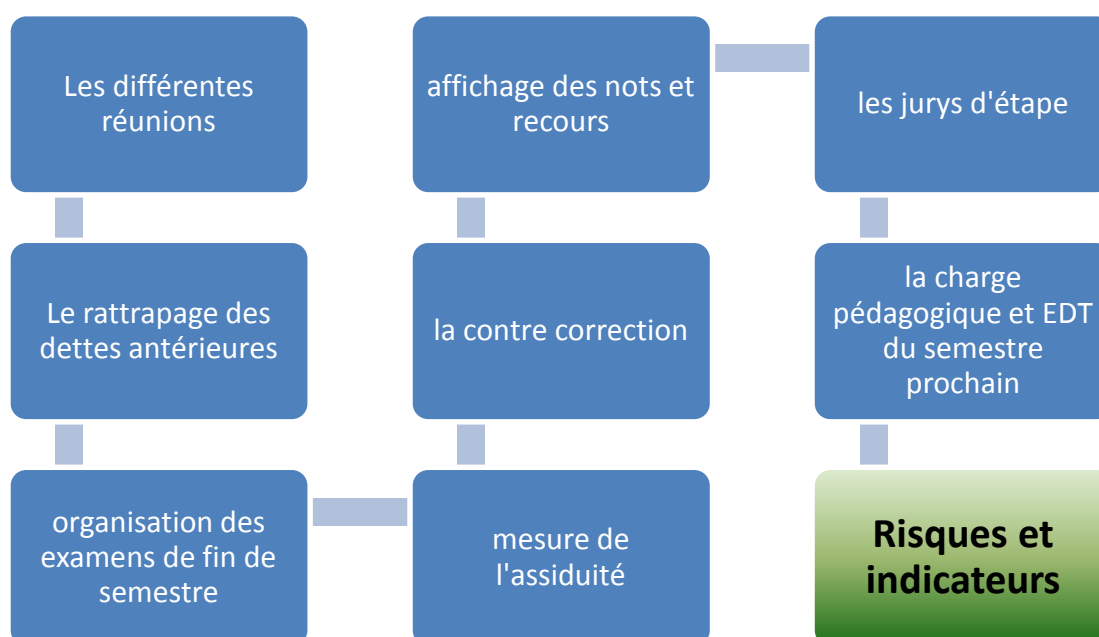 Les différentes
réunions
Le rattrapage des
dettes antérieures
organisation des
examens de fin de
semestre
mesure de
l'assiduité
la contre correction
affichage des nots et
recours
les jurys d'étape
la charge
pédagogique et EDT
du semestre
prochain
Risques et
indicateurs